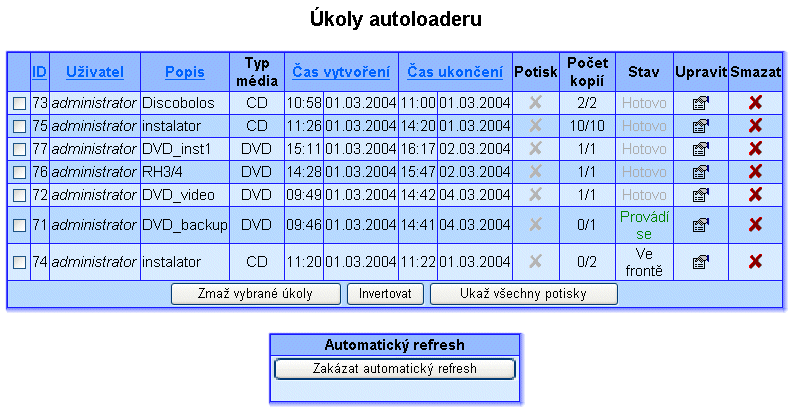 Úkoly autoloaderu
ID Uživatel Popis Typ média Čas vytvoření Čas ukončení Potisk Počet kopií Stav Upravit Smazat
73 administrator Discobolos CD 10:58 01.03.2004 11:00 01.03.2004 2/2 Hotovo
75 administrator instalator CD 11:26 01.03.2004 14:20 01.03.2004 10/10 Hotovo
77 administrator DVD_inst1 DVD 15:11 01.03.2004 16:17 02.03.2004 1/1 Hotovo
76 administrator RH3/4 DVD 14:28 01.03.2004 15:47 02.03.2004 1/1 Hotovo
72 administrator DVD_video DVD 09:49 01.03.2004 14:42 04.03.2004 1/1 Hotovo
71 administrator DVD_backup DVD 09:46 01.03.2004 14:41 04.03.2004 0/1 Provádí se
74 administrator instalator CD 11:20 01.03.2004 11:22 01.03.2004 0/2 Ve frontě
Zmaž vybrané úkoly Invertovat Ukaž všechny potisky
Automatický refresh
Zakázat automatický refresh